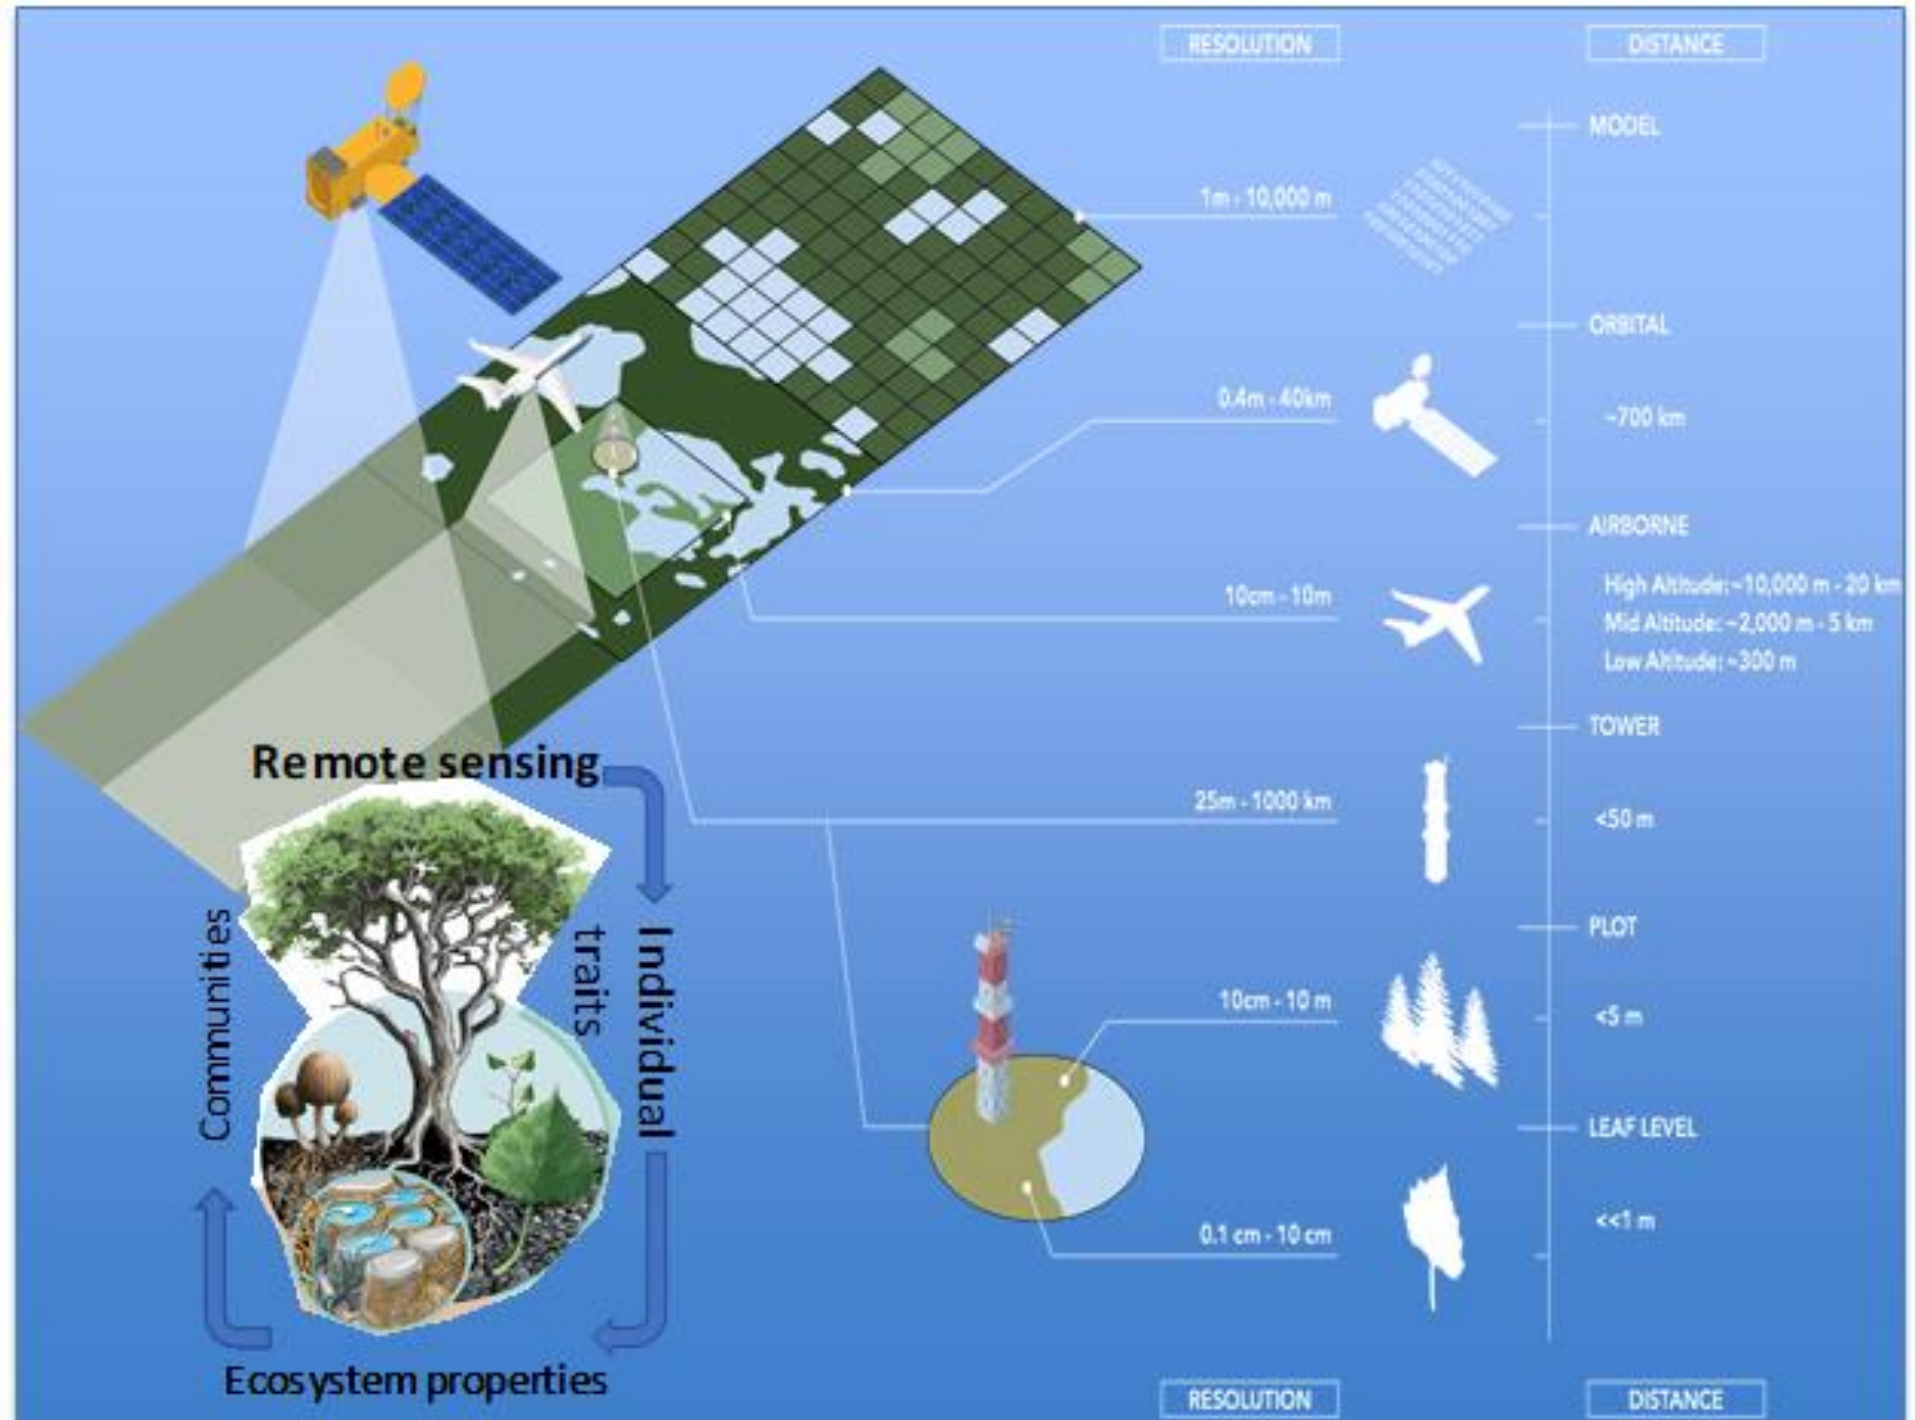 RESOLUTION
DISTANCE
MODEL
1m - 10,000 m
ORBITAL
0.4m - 40km
~700 km
AIRBORNE
10cm - 10m
High Altitude: ~10,000 m - 20 km
Mid Altitude: ~2,000 m - 5 km
Low Altitude: ~300 m
TOWER
25m - 1000 km
<50 m
PLOT
10cm - 10 m
<5 m
LEAF LEVEL
0.1 cm - 10 cm
<<1 m
RESOLUTION
DISTANCE
Remote sensing
Individual
traits
Communities
Ecosystem properties